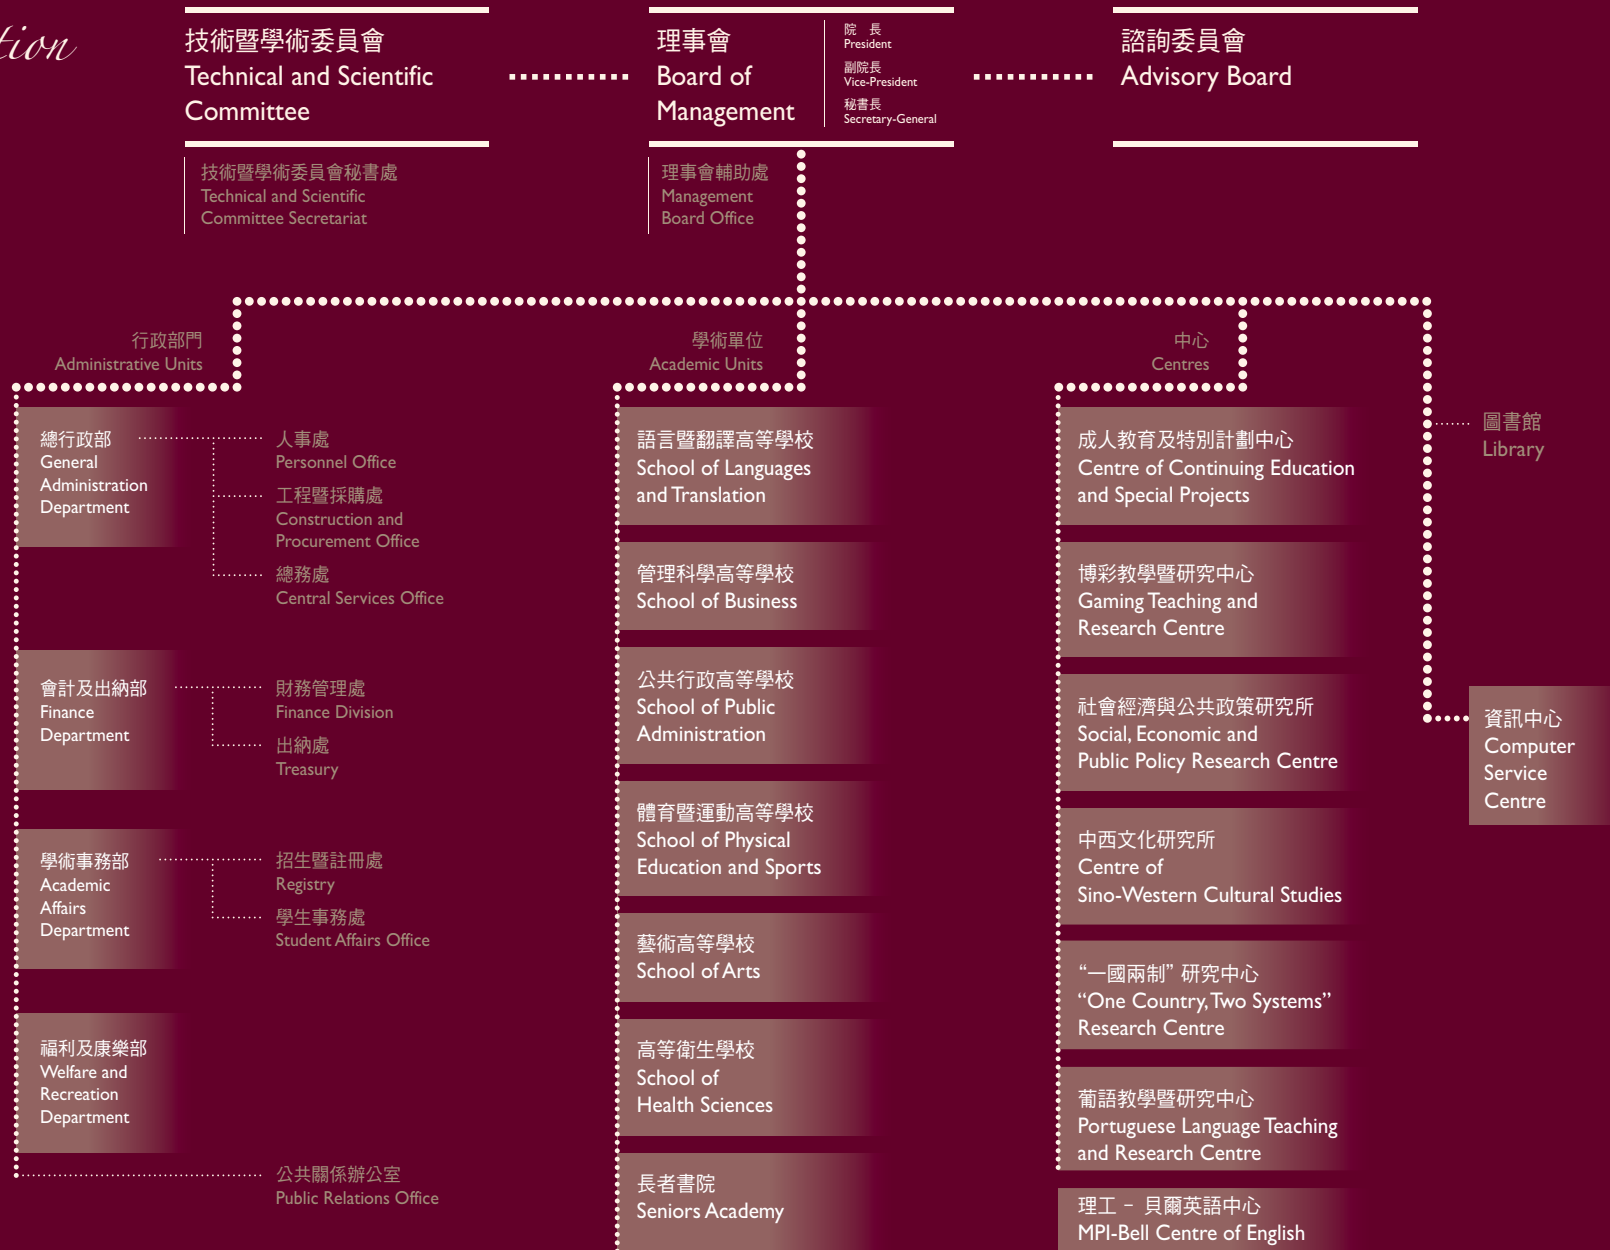 tion
技術暨學術委員會
Technical and Scientific
Committee
理事會
Board of
Management
院 長
President
副院長
Vice-President
秘書長
Secretary-General
諮詢委員會
Advisory Board
技術暨學術委員會秘書處
Technical and Scientific
Committee Secretariat
理事會輔助處
Management
Board Office
行政部門
Administrative Units
總行政部
General
Administration
Department
人事處
Personnel Office
工程暨採購處
Construction and
Procurement Office
總務處
Central Services Office
會計及出納部
Finance
Department
財務管理處
Finance Division
出納處
Treasury
學術事務部
Academic
Affairs
Department
招生暨註冊處
Registry
學生事務處
Student Affairs Office
福利及康樂部
Welfare and
Recreation
Department
公共關係辦公室
Public Relations Office
學術單位
Academic Units
語言暨翻譯高等學校
School of Languages
and Translation
管理科學高等學校
School of Business
公共行政高等學校
School of Public
Administration
體育暨運動高等學校
School of Physical
Education and Sports
藝術高等學校
School of Arts
高等衛生學校
School of
Health Sciences
長者書院
Seniors Academy
中心
Centres
成人教育及特別計劃中心
Centre of Continuing Education
and Special Projects
博彩教學暨研究中心
Gaming Teaching and
Research Centre
社會經濟與公共政策研究所
Social, Economic and
Public Policy Research Centre
中西文化研究所
Centre of
Sino-Western Cultural Studies
“一國兩制” 研究中心
“One Country, Two Systems”
Research Centre
葡語教學暨研究中心
Portuguese Language Teaching
and Research Centre
理工 – 貝爾英語中心
MPI-Bell Centre of English
圖書館
Library
資訊中心
Computer
Service
Centre